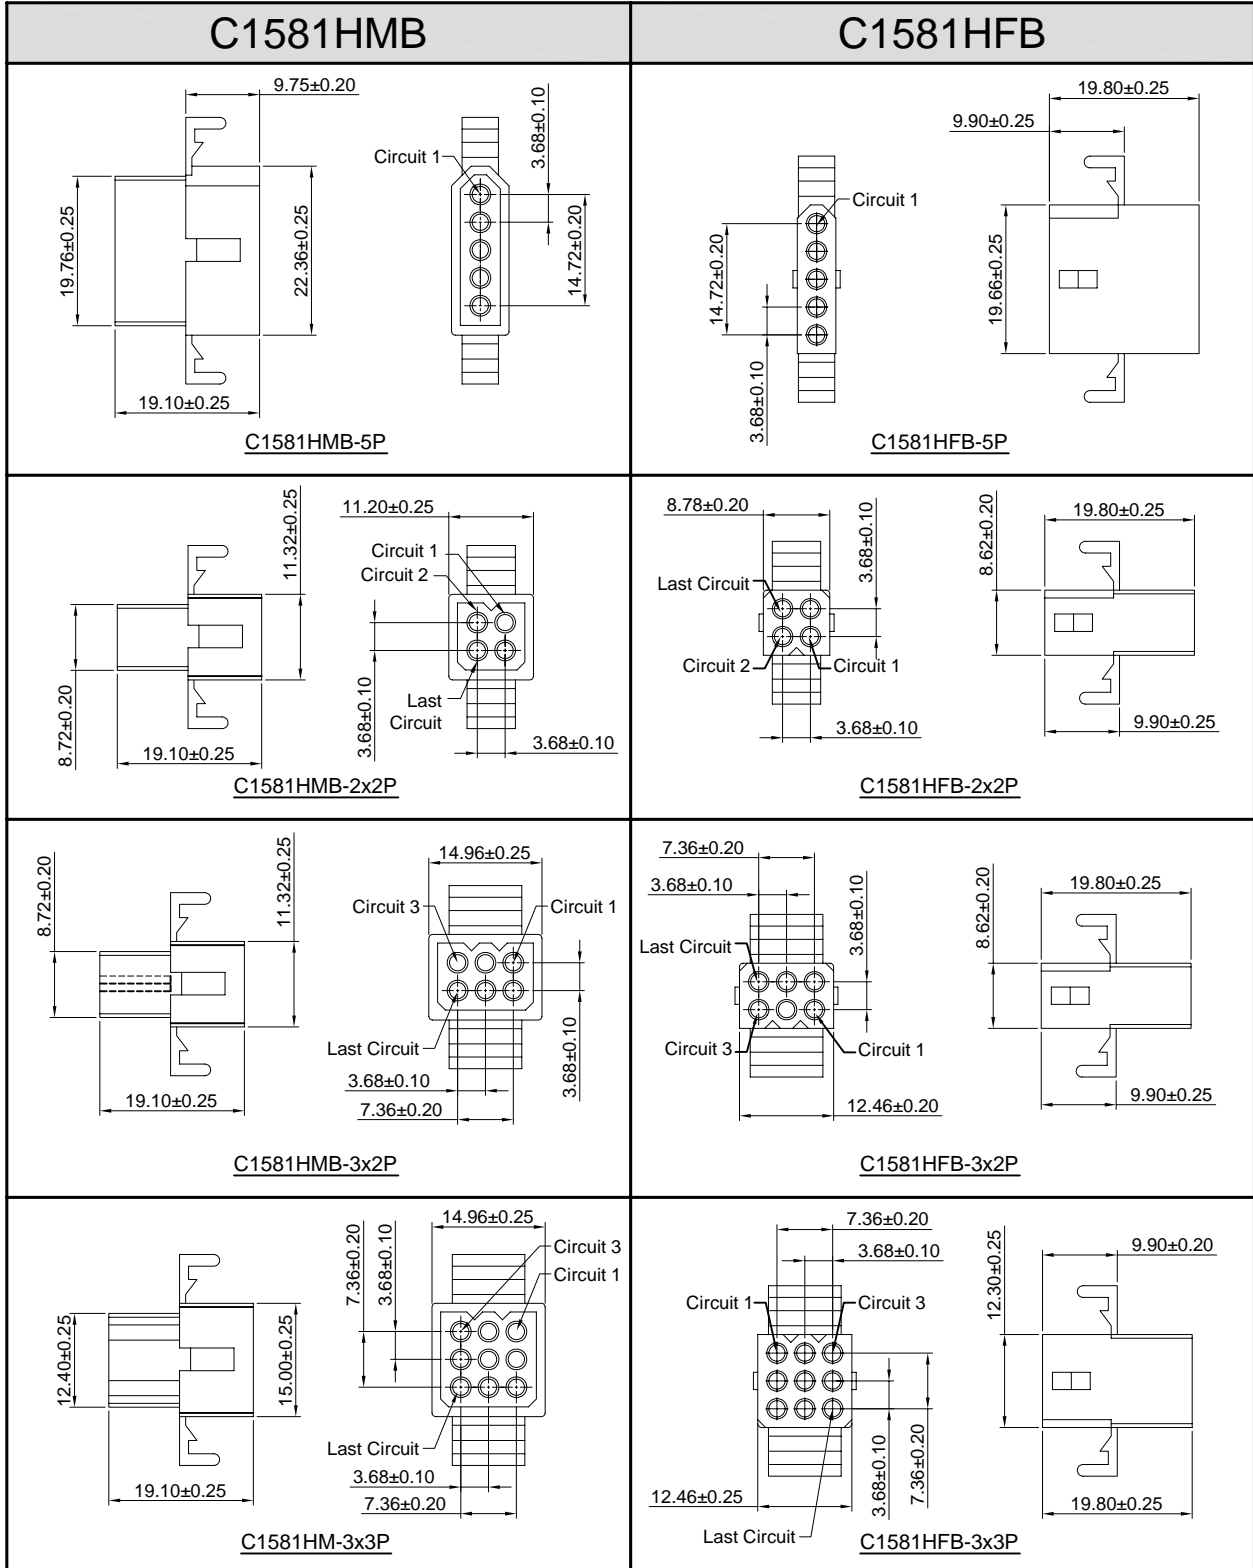 C1581HMB
C1581HFB
9.75±0.20
Circuit 1
3.68±0.10
19.76±0.25
22.36±0.25
14.72±0.20
19.10±0.25
C1581HMB-5P
19.80±0.25
9.90±0.25
Circuit 1
14.72±0.20
19.66±0.25
3.68±0.10
C1581HFB-5P
11.32±0.25
11.20±0.25
Circuit 1
Circuit 2
8.72±0.20
3.68±0.10
Last
Circuit
19.10±0.25
3.68±0.10
C1581HMB-2x2P
8.78±0.20
3.68±0.10
8.62±0.20
19.80±0.25
Last Circuit
Circuit 2
Circuit 1
3.68±0.10
9.90±0.25
C1581HFB-2x2P
8.72±0.20
11.32±0.25
14.96±0.25
Circuit 3
Circuit 1
Last Circuit
3.68±0.10
3.68±0.10
7.36±0.20
19.10±0.25
C1581HMB-3x2P
7.36±0.20
3.68±0.10
3.68±0.10
8.62±0.20
19.80±0.25
Last Circuit
Circuit 3
Circuit 1
12.46±0.20
9.90±0.25
C1581HFB-3x2P
14.96±0.25
7.36±0.20
3.68±0.10
Circuit 3
Circuit 1
12.40±0.25
15.00±0.25
Last Circuit
3.68±0.10
7.36±0.20
19.10±0.25
C1581HM-3x3P
7.36±0.20
3.68±0.10
12.30±0.25
9.90±0.20
Circuit 1
Circuit 3
3.68±0.10
7.36±0.20
12.46±0.25
19.80±0.25
Last Circuit
C1581HFB-3x3P